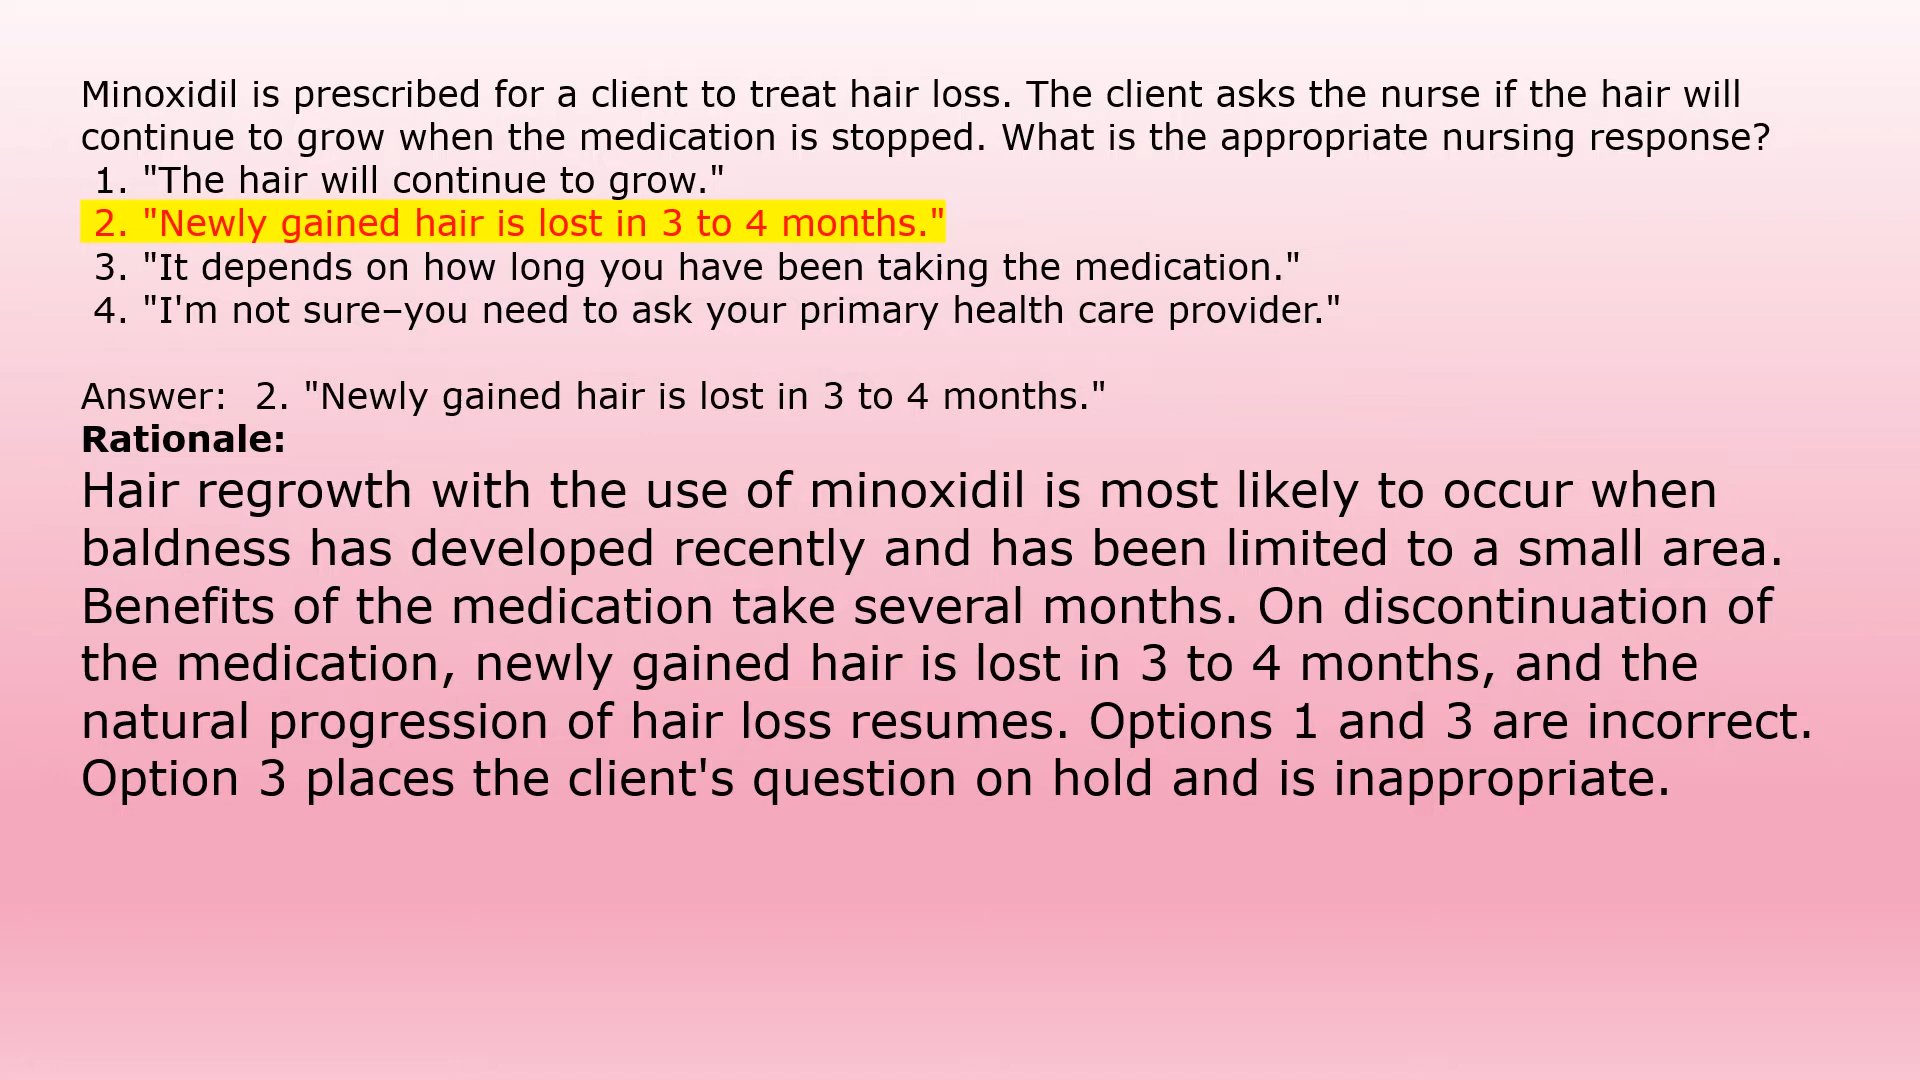 Minoxidil is prescribed for a client to treat hair loss. The client asks the nurse if the hair will
continue to grow when the medication is stopped. What is the appropriate nursing response?
1. "The hair will continue to grow."
2. "Newly gained hair is lost in 3 to 4 months."
3. "It depends on how long you have been taking the medication."
4. "I'm not sure–you need to ask your primary health care provider."
Answer:  2. "Newly gained hair is lost in 3 to 4 months."
Rationale:
Hair regrowth with the use of minoxidil is most likely to occur when
baldness has developed recently and has been limited to a small area.
Benefits of the medication take several months. On discontinuation of
the medication, newly gained hair is lost in 3 to 4 months, and the
natural progression of hair loss resumes. Options 1 and 3 are incorrect.
Option 3 places the client's question on hold and is inappropriate.